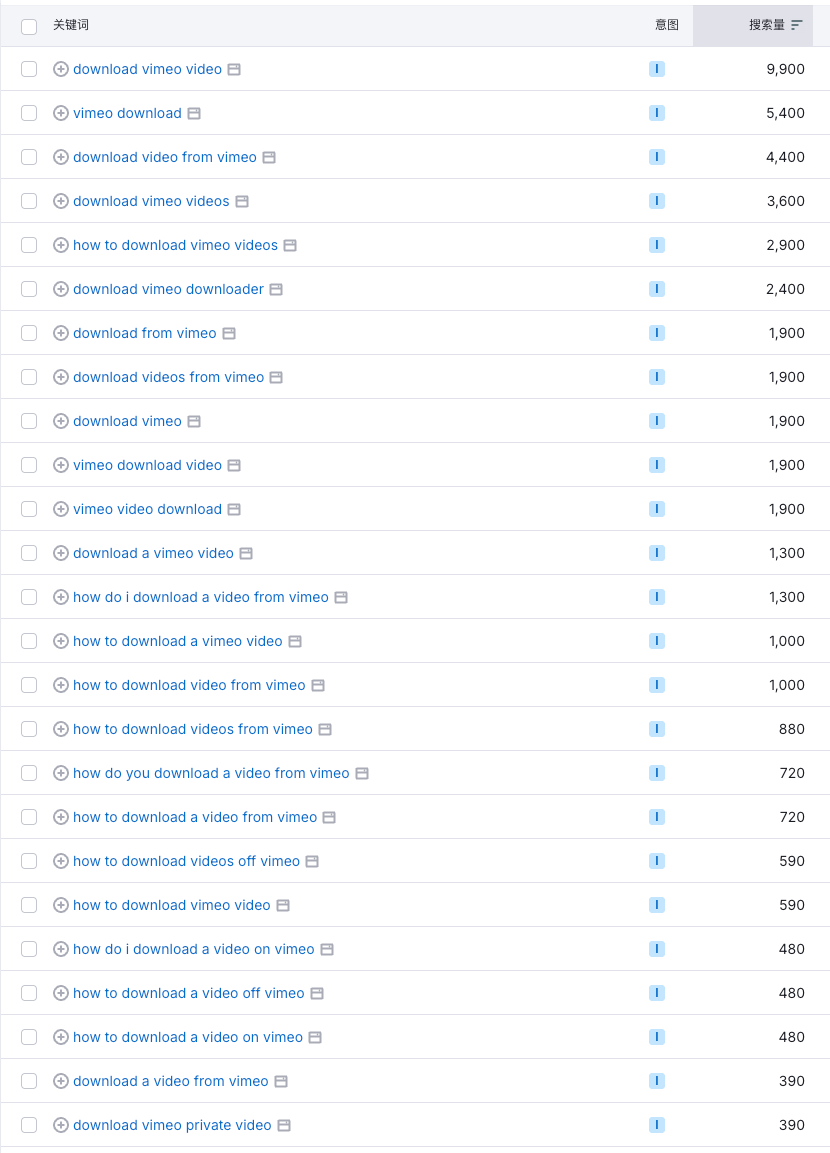 关键词 意图 搜索量
download vimeo video I 9,900
vimeo download I 5,400
download video from vimeo I 4,400
download vimeo videos I 3,600
how to download vimeo videos I 2,900
download vimeo downloader I 2,400
download from vimeo I 1,900
download videos from vimeo I 1,900
download vimeo I 1,900
vimeo download video I 1,900
vimeo video download I 1,900
download a vimeo video I 1,300
how do i download a video from vimeo I 1,300
how to download a vimeo video I 1,000
how to download video from vimeo I 1,000
how to download videos from vimeo I 880
how do you download a video from vimeo I 720
how to download a video from vimeo I 720
how to download videos off vimeo I 590
how to download vimeo video I 590
how do i download a video on vimeo I 480
how to download a video off vimeo I 480
how to download a video on vimeo I 480
download a video from vimeo I 390
download vimeo private video I 390